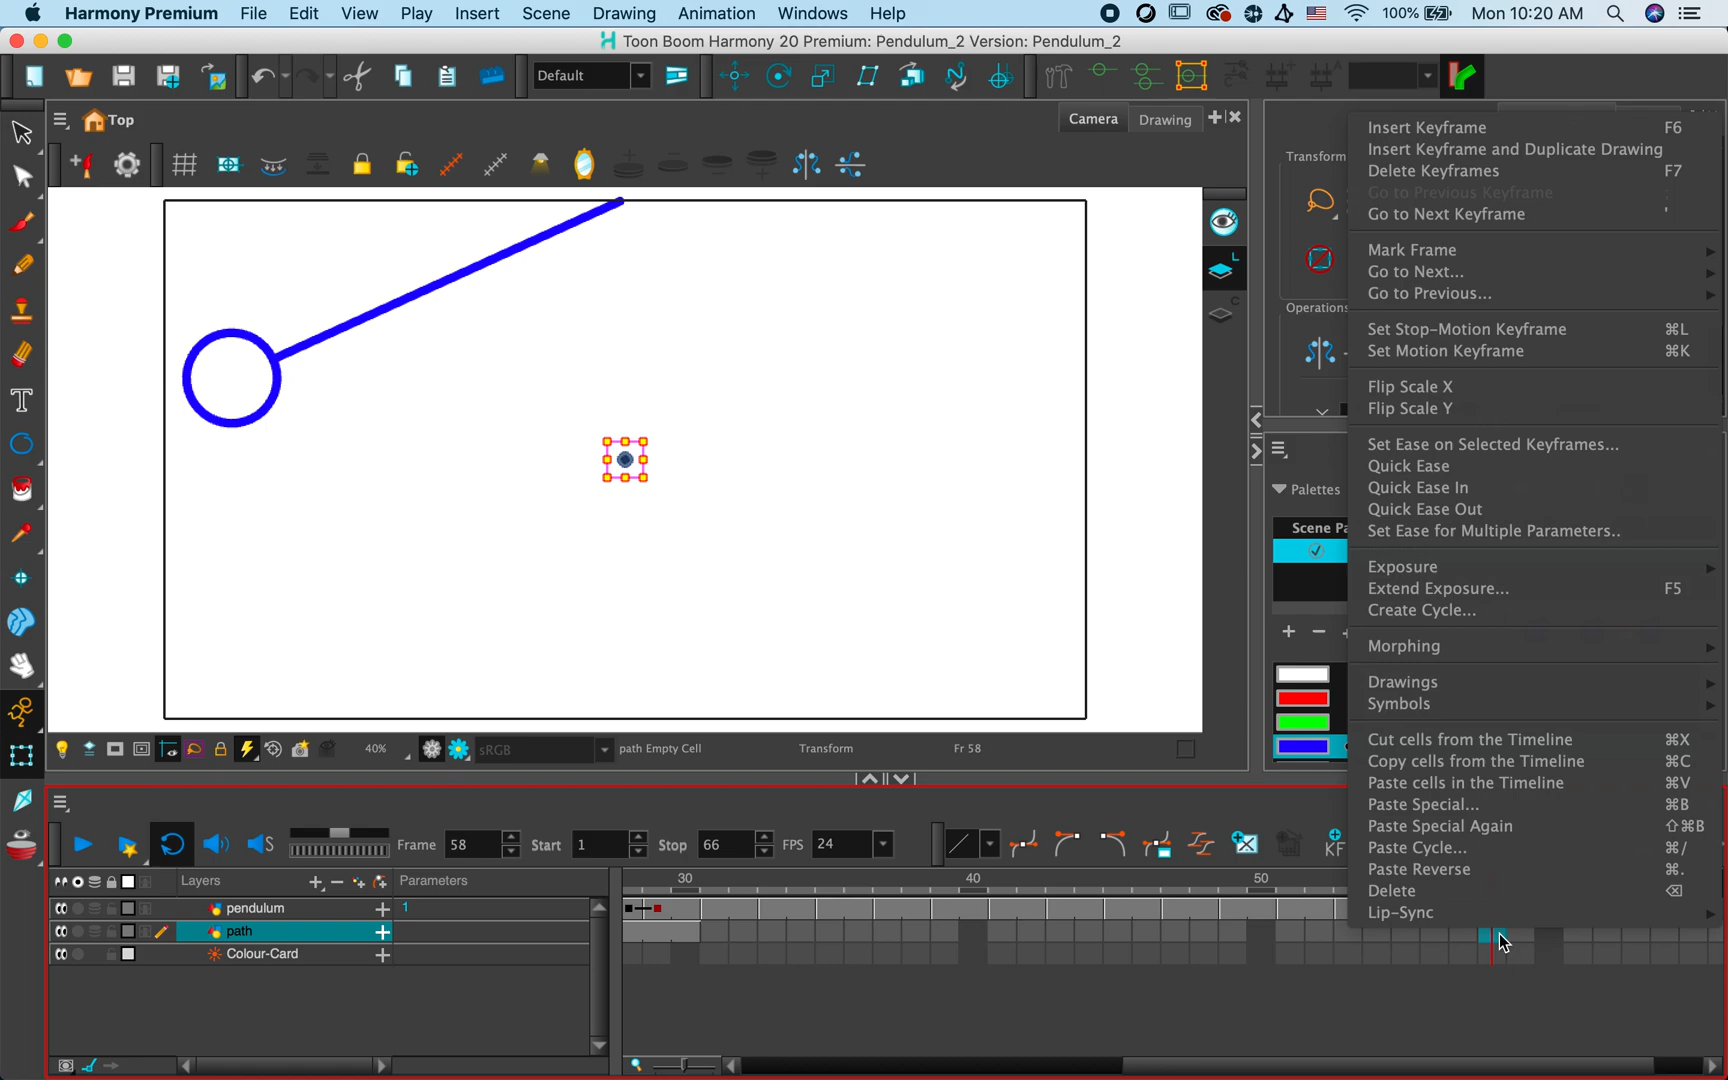 Harmony Premium File Edit View Play Insert Scene Drawing Animation Windows Help 100% Mon 10:20 AM
Toon Boom Harmony 20 Premium: Pendulum_2 Version: Pendulum_2
Default
Top
Camera Drawing
Transform
Operations
Palettes
Scene Pa
Insert Keyframe F6
Insert Keyframe and Duplicate Drawing
Delete Keyframes F7
Go to Previous Keyframe ;
Go to Next Keyframe '
Mark Frame
Go to Next...
Go to Previous...
Set Stop-Motion Keyframe ⌘L
Set Motion Keyframe ⌘K
Flip Scale X
Flip Scale Y
Set Ease on Selected Keyframes...
Quick Ease
Quick Ease In
Quick Ease Out
Set Ease for Multiple Parameters..
Exposure
Extend Exposure... F5
Create Cycle...
Morphing
Drawings
Symbols
Cut cells from the Timeline ⌘X
Copy cells from the Timeline ⌘C
Paste cells in the Timeline ⌘V
Paste Special... ⌘B
Paste Special Again ⇧⌘B
Paste Cycle... ⌘/
Paste Reverse ⌘.
Delete ⌫
Lip-Sync
40% sRGB path Empty Cell Transform Fr 58
Frame 58 Start 1 Stop 66 FPS 24 KF
Layers Parameters 30 40 50
pendulum 1
path
Colour-Card